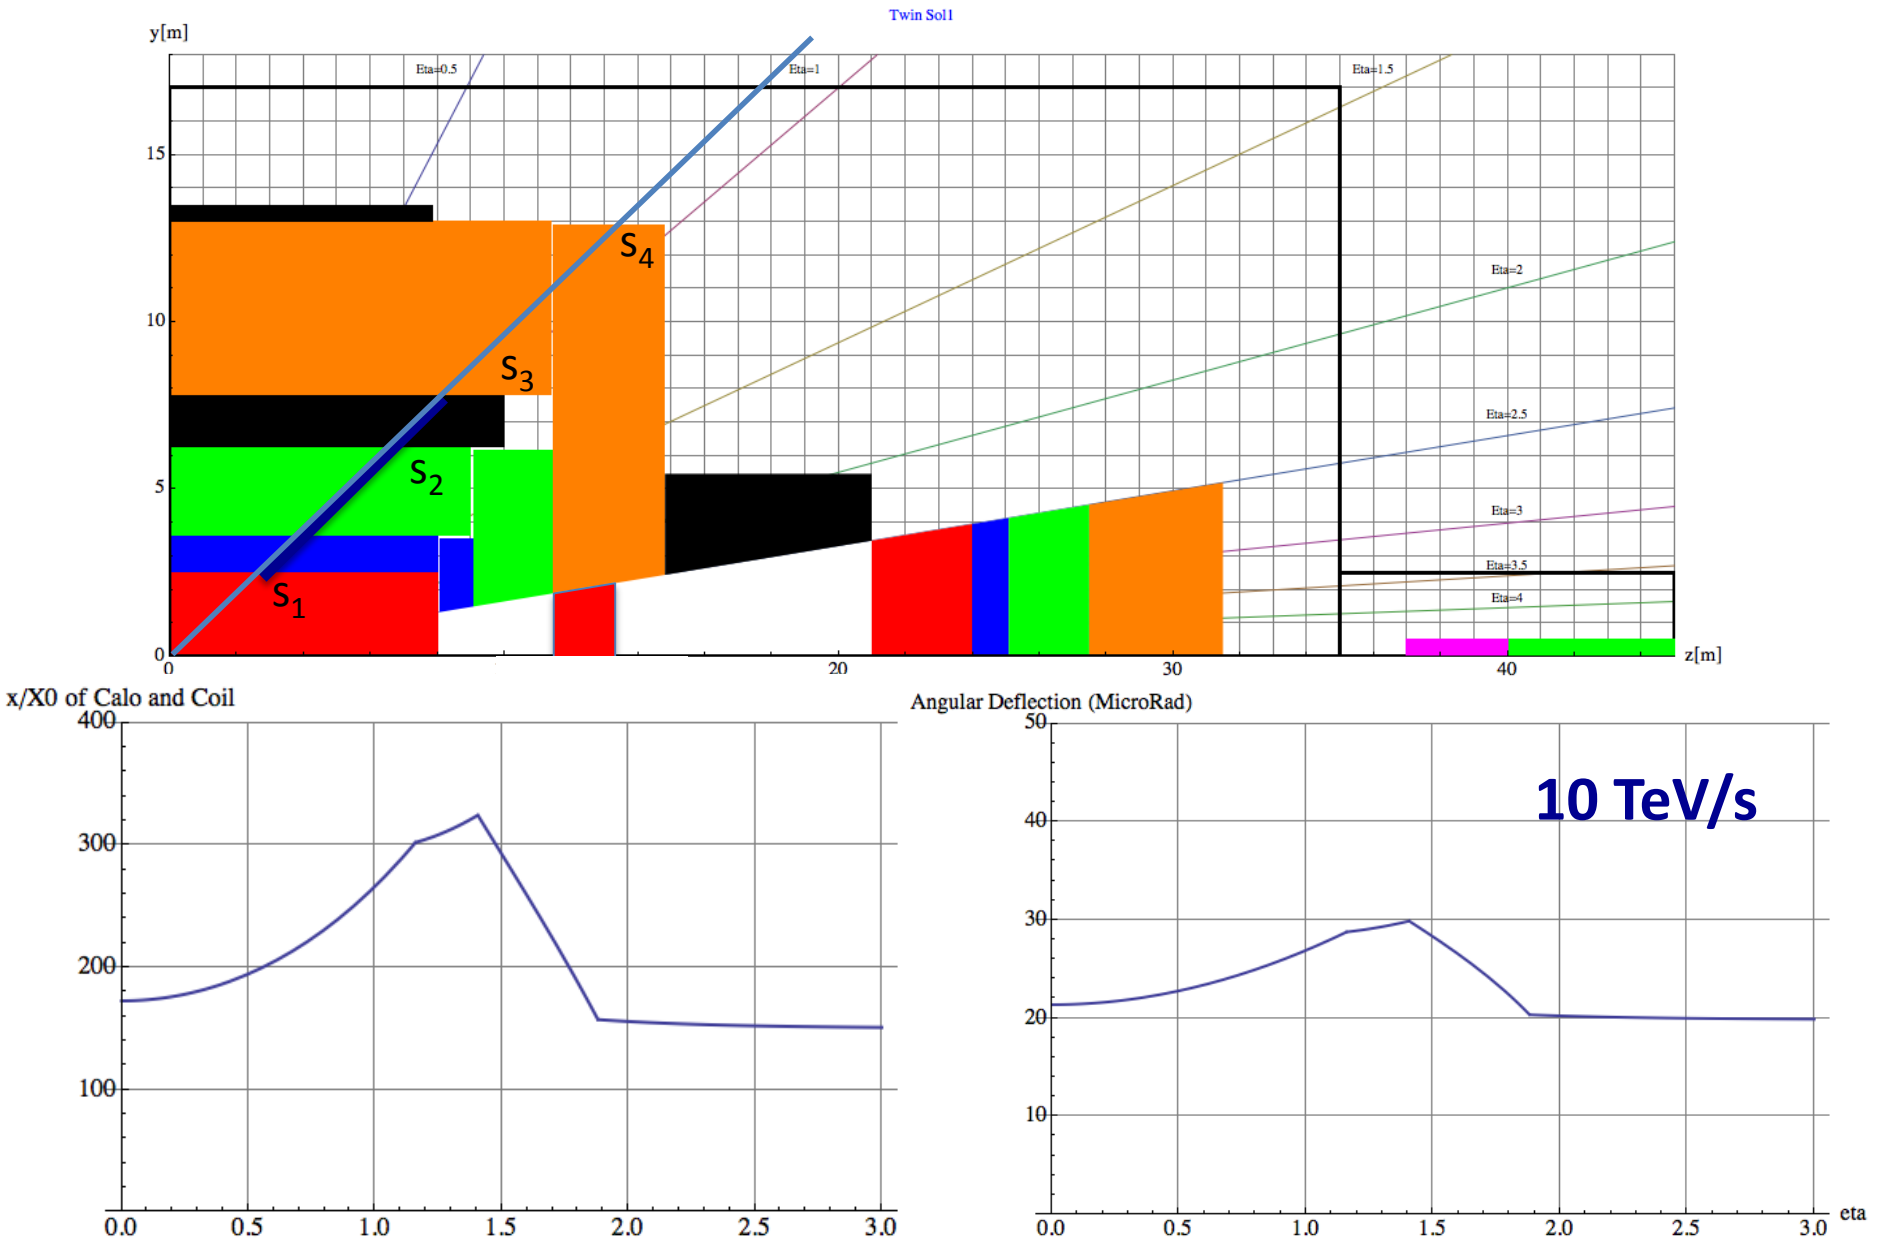 Twin Sol1
y[m]
Eta=0.5
Eta=1
Eta=1.5
15
S4
Eta=2
10
S3
Eta=2.5
S2
5
Eta=3
Eta=3.5
S1
Eta=4
0
0 20 30 40 z[m]
x/X0 of Calo and Coil
Angular Deflection (MicroRad)
400
300
200
100
0.0 0.5 1.0 1.5 2.0 2.5 3.0
50
10 TeV/s
40
30
20
10
0.0 0.5 1.0 1.5 2.0 2.5 3.0 eta